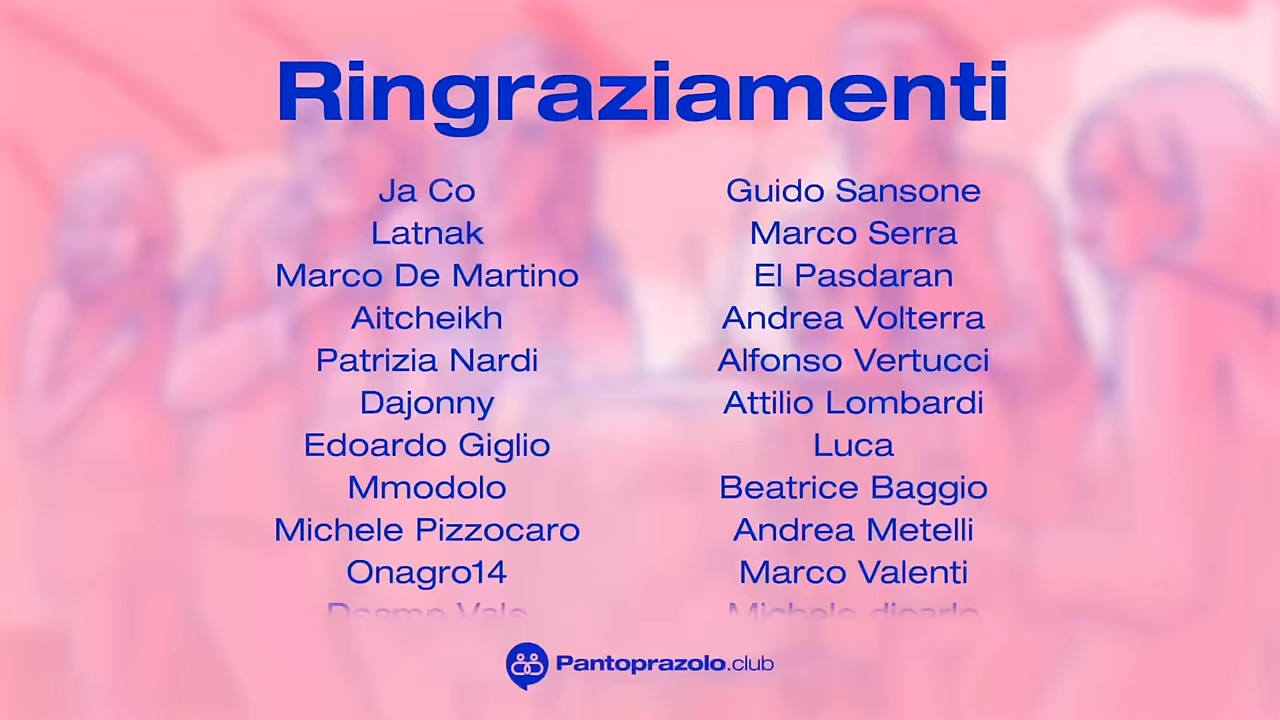 Ringraziamenti
Ja Co
Latnak
Marco De Martino
Aitcheikh
Patrizia Nardi
Dajonny
Edoardo Giglio
Mmodolo
Michele Pizzocaro
Onagro14
Guido Sansone
Marco Serra
El Pasdaran
Andrea Volterra
Alfonso Vertucci
Attilio Lombardi
Luca
Beatrice Baggio
Andrea Metelli
Marco Valenti
Pantoprazolo.club